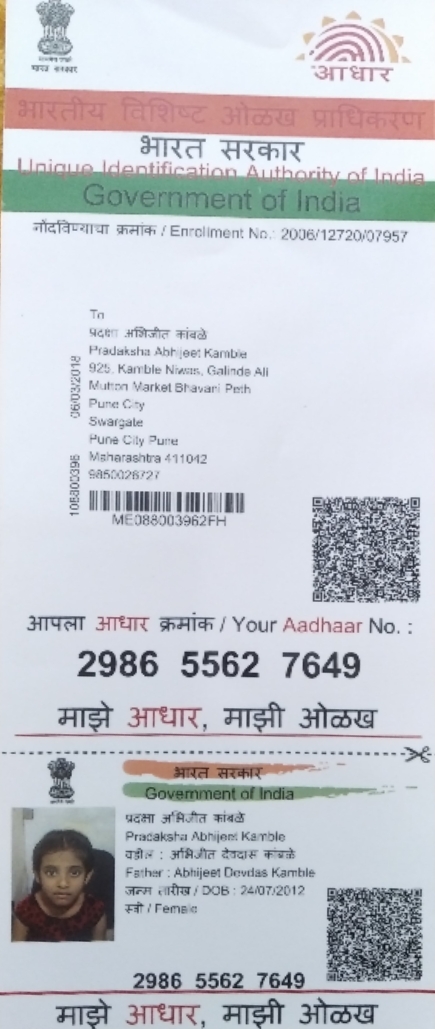 भारत सरकार
आधार
भारतीय विशिष्ट ओळख प्राधिकरण
भारत सरकार
Unique Identification Authority of India
Government of India
नोंदविण्याचा क्रमांक / Enrollment No.: 2006/12720/07957
To
प्रदक्षा अभिजीत कांबळे
Pradaksha Abhijeet Kamble
925, Kamble Niwas, Galinde Ali
Mutton Market Bhavani Peth
Pune City
Swargate
Pune City Pune
Maharashtra 411042
9850026727
06/03/2018
ME088003962FH
आपला आधार क्रमांक / Your Aadhaar No. :
2986 5562 7649
माझे आधार, माझी ओळख
भारत सरकार
Government of India
प्रदक्षा अभिजीत कांबळे
Pradaksha Abhijeet Kamble
वडील : अभिजीत देवदास कांबळे
Father : Abhijeet Devdas Kamble
जन्म तारीख / DOB : 24/07/2012
स्त्री / Female
2986 5562 7649
माझे आधार, माझी ओळख